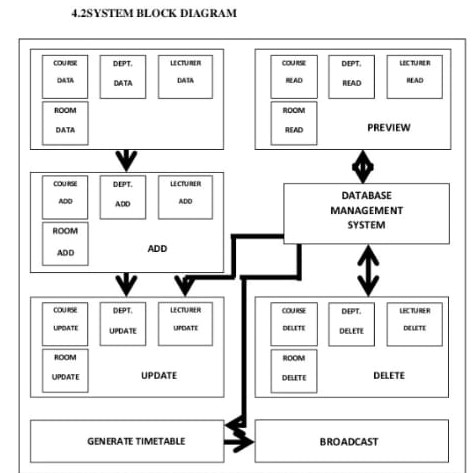 4.2SYSTEM BLOCK DIAGRAM
COURSE
DATA
DEPT.
DATA
LECTURER
DATA
ROOM
DATA
COURSE
READ
DEPT.
READ
LECTURER
READ
ROOM
READ
PREVIEW
COURSE
ADD
DEPT.
ADD
LECTURER
ADD
ROOM
ADD
ADD
DATABASE
MANAGEMENT
SYSTEM
COURSE
UPDATE
DEPT.
UPDATE
LECTURER
UPDATE
ROOM
UPDATE
UPDATE
COURSE
DELETE
DEPT.
DELETE
LECTURER
DELETE
ROOM
DELETE
DELETE
GENERATE TIMETABLE
BROADCAST